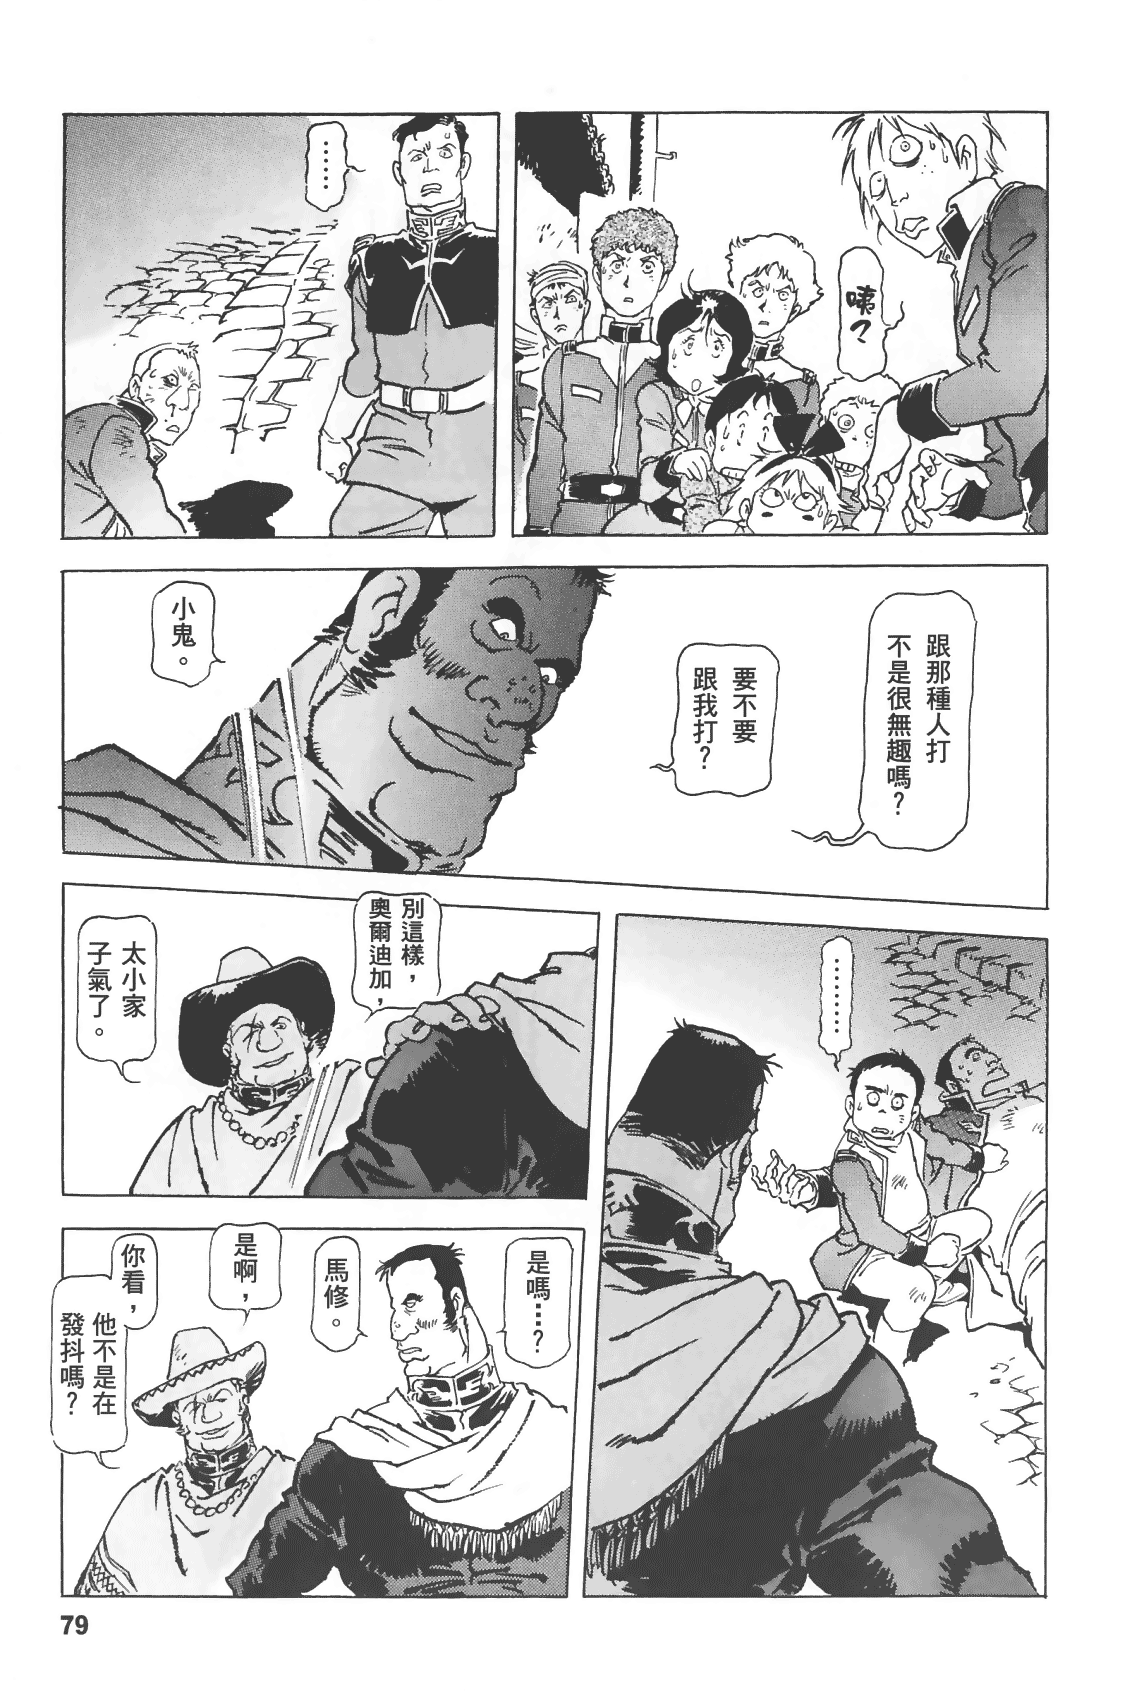 咦？
……
跟那種人打
不是很無趣嗎？
要不要
跟我打？
小鬼。
………
別這樣，
奧爾迪加，
太小家
子氣了。
是嗎…？
馬修。
是啊，
你看，
他不是在
發抖嗎？
79